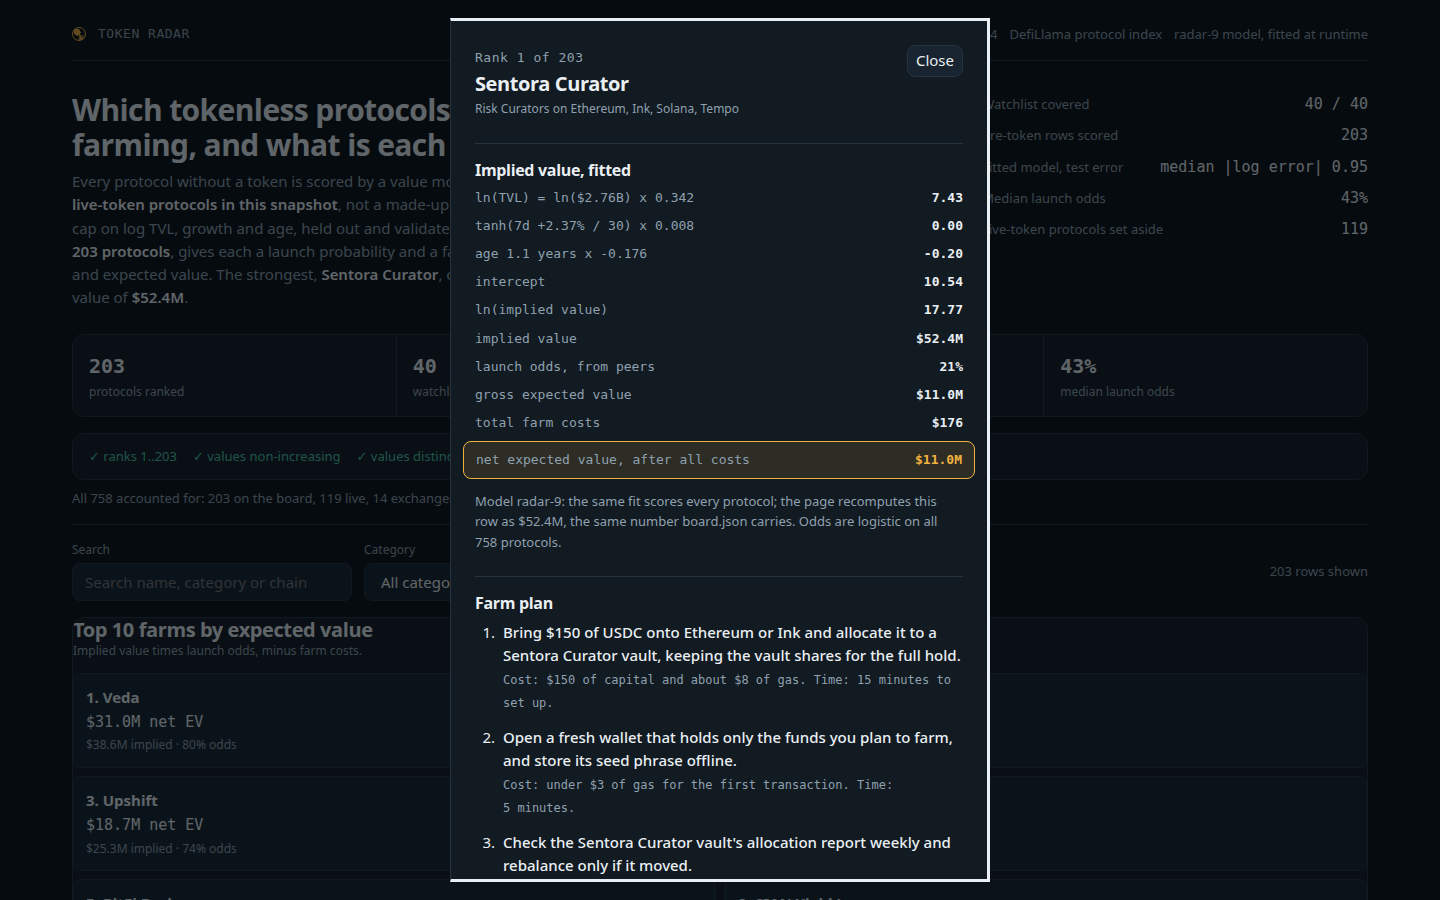 TOKEN RADAR
4 DefiLlama protocol index radar-9 model, fitted at runtime
Which tokenless protocols
farming, and what is each
Every protocol without a token is scored by a value
live-token protocols in this snapshot, not a made-up
cap on log TVL, growth and age, held out and validate
203 protocols, gives each a launch probability and a
and expected value. The strongest, Sentora Curator,
value of $52.4M.
Watchlist covered 40 / 40
rows scored 203
model, test error median |log error| 0.95
Median launch odds 43%
protocols set aside 119
203
protocols ranked
40
43%
median launch odds
✓ ranks 1..203 ✓ values non-increasing ✓ values
All 758 accounted for: 203 on the board, 119 live, 14 exchange
Search
Search name, category or chain
Category
All
203 rows shown
Top 10 farms by expected value
Implied value times launch odds, minus farm costs.
1. Veda
$31.0M net EV
$38.6M implied · 80% odds
3. Upshift
$18.7M net EV
$25.3M implied · 74% odds
Rank 1 of 203
Close
Sentora Curator
Risk Curators on Ethereum, Ink, Solana, Tempo
Implied value, fitted
ln(TVL) = ln($2.76B) x 0.342 7.43
tanh(7d +2.37% / 30) x 0.008 0.00
age 1.1 years x -0.176 -0.20
intercept 10.54
ln(implied value) 17.77
implied value $52.4M
launch odds, from peers 21%
gross expected value $11.0M
total farm costs $176
net expected value, after all costs $11.0M
Model radar-9: the same fit scores every protocol; the page recomputes this
row as $52.4M, the same number board.json carries. Odds are logistic on all
758 protocols.
Farm plan
1. Bring $150 of USDC onto Ethereum or Ink and allocate it to a
Sentora Curator vault, keeping the vault shares for the full hold.
Cost: $150 of capital and about $8 of gas. Time: 15 minutes to
set up.
2. Open a fresh wallet that holds only the funds you plan to farm,
and store its seed phrase offline.
Cost: under $3 of gas for the first transaction. Time:
5 minutes.
3. Check the Sentora Curator vault's allocation report weekly and
rebalance only if it moved.